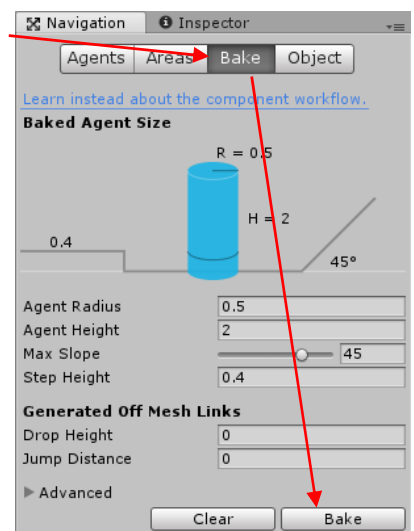 Navigation Inspector
Agents Areas Bake Object
Learn instead about the component workflow.
Baked Agent Size
R = 0.5
H = 2
0.4
45°
Agent Radius 0.5
Agent Height 2
Max Slope 45
Step Height 0.4
Generated Off Mesh Links
Drop Height 0
Jump Distance 0
Advanced
Clear Bake